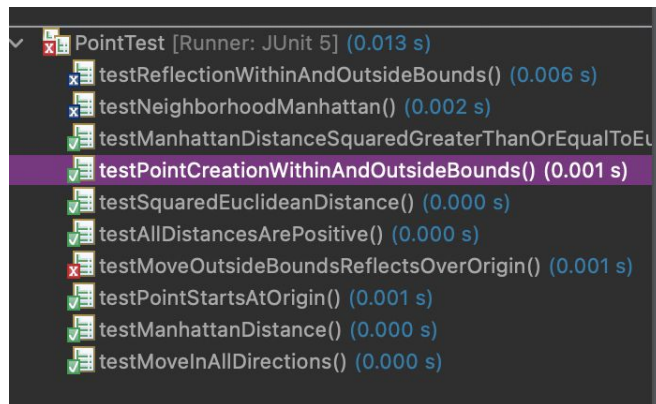 PointTest [Runner: JUnit 5] (0.013 s)
testReflectionWithinAndOutsideBounds() (0.006 s)
testNeighborhoodManhattan() (0.002 s)
testManhattanDistanceSquaredGreaterThanOrEqualToEu
testPointCreationWithinAndOutsideBounds() (0.001 s)
testSquaredEuclideanDistance() (0.000 s)
testAllDistancesArePositive() (0.000 s)
testMoveOutsideBoundsReflectsOverOrigin() (0.001 s)
testPointStartsAtOrigin() (0.001 s)
testManhattanDistance() (0.000 s)
testMoveInAllDirections() (0.000 s)